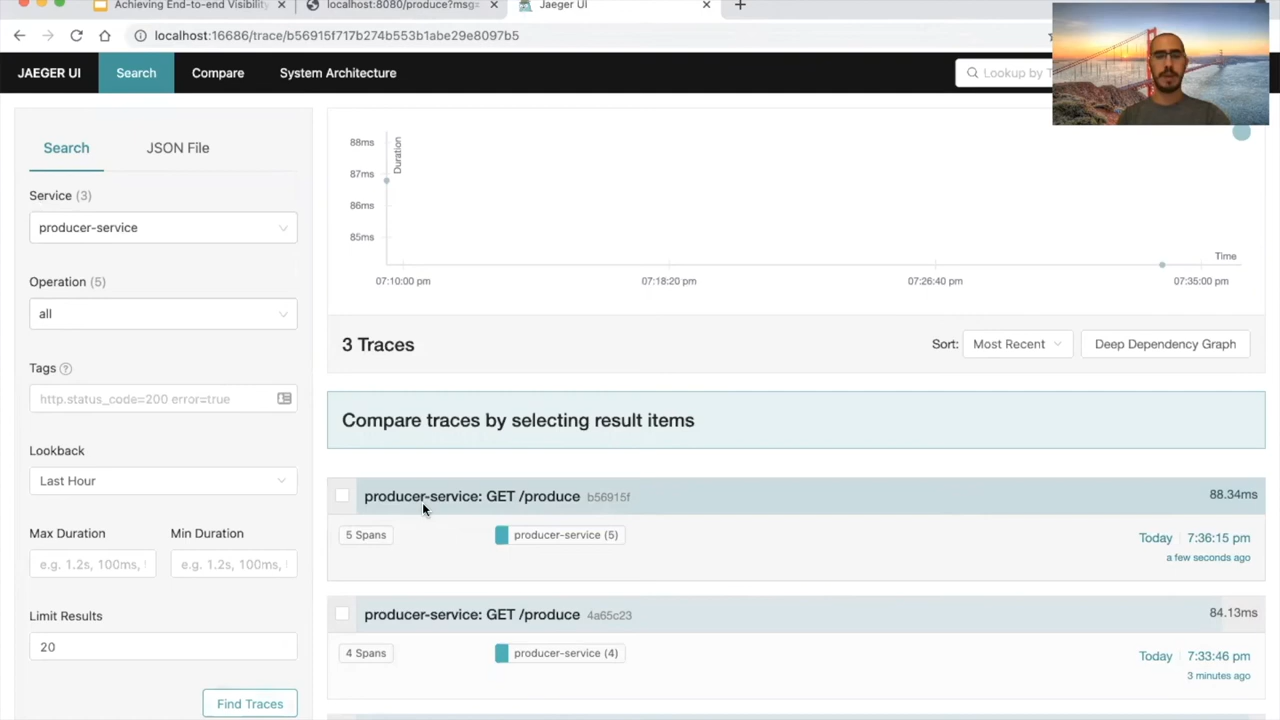 Achieving End-to-end Visibility
localhost:8080/produce?msg=
Jaeger UI
localhost:16686/trace/b56915f717b274b553b1abe29e8097b5
JAEGER UI
Search
Compare
System Architecture
Lookup by T
Search
JSON File
Service (3)
producer-service
Operation (5)
all
Tags
http.status_code=200 error=true
Lookback
Last Hour
Max Duration
Min Duration
e.g. 1.2s, 100ms,
e.g. 1.2s, 100ms,
Limit Results
20
Find Traces
88ms
87ms
86ms
85ms
Duration
Time
07:10:00 pm
07:18:20 pm
07:26:40 pm
07:35:00 pm
3 Traces
Sort:
Most Recent
Deep Dependency Graph
Compare traces by selecting result items
producer-service: GET /produce b56915f
88.34ms
5 Spans
producer-service (5)
Today 7:36:15 pm
a few seconds ago
producer-service: GET /produce 4a65c23
84.13ms
4 Spans
producer-service (4)
Today 7:33:46 pm
3 minutes ago